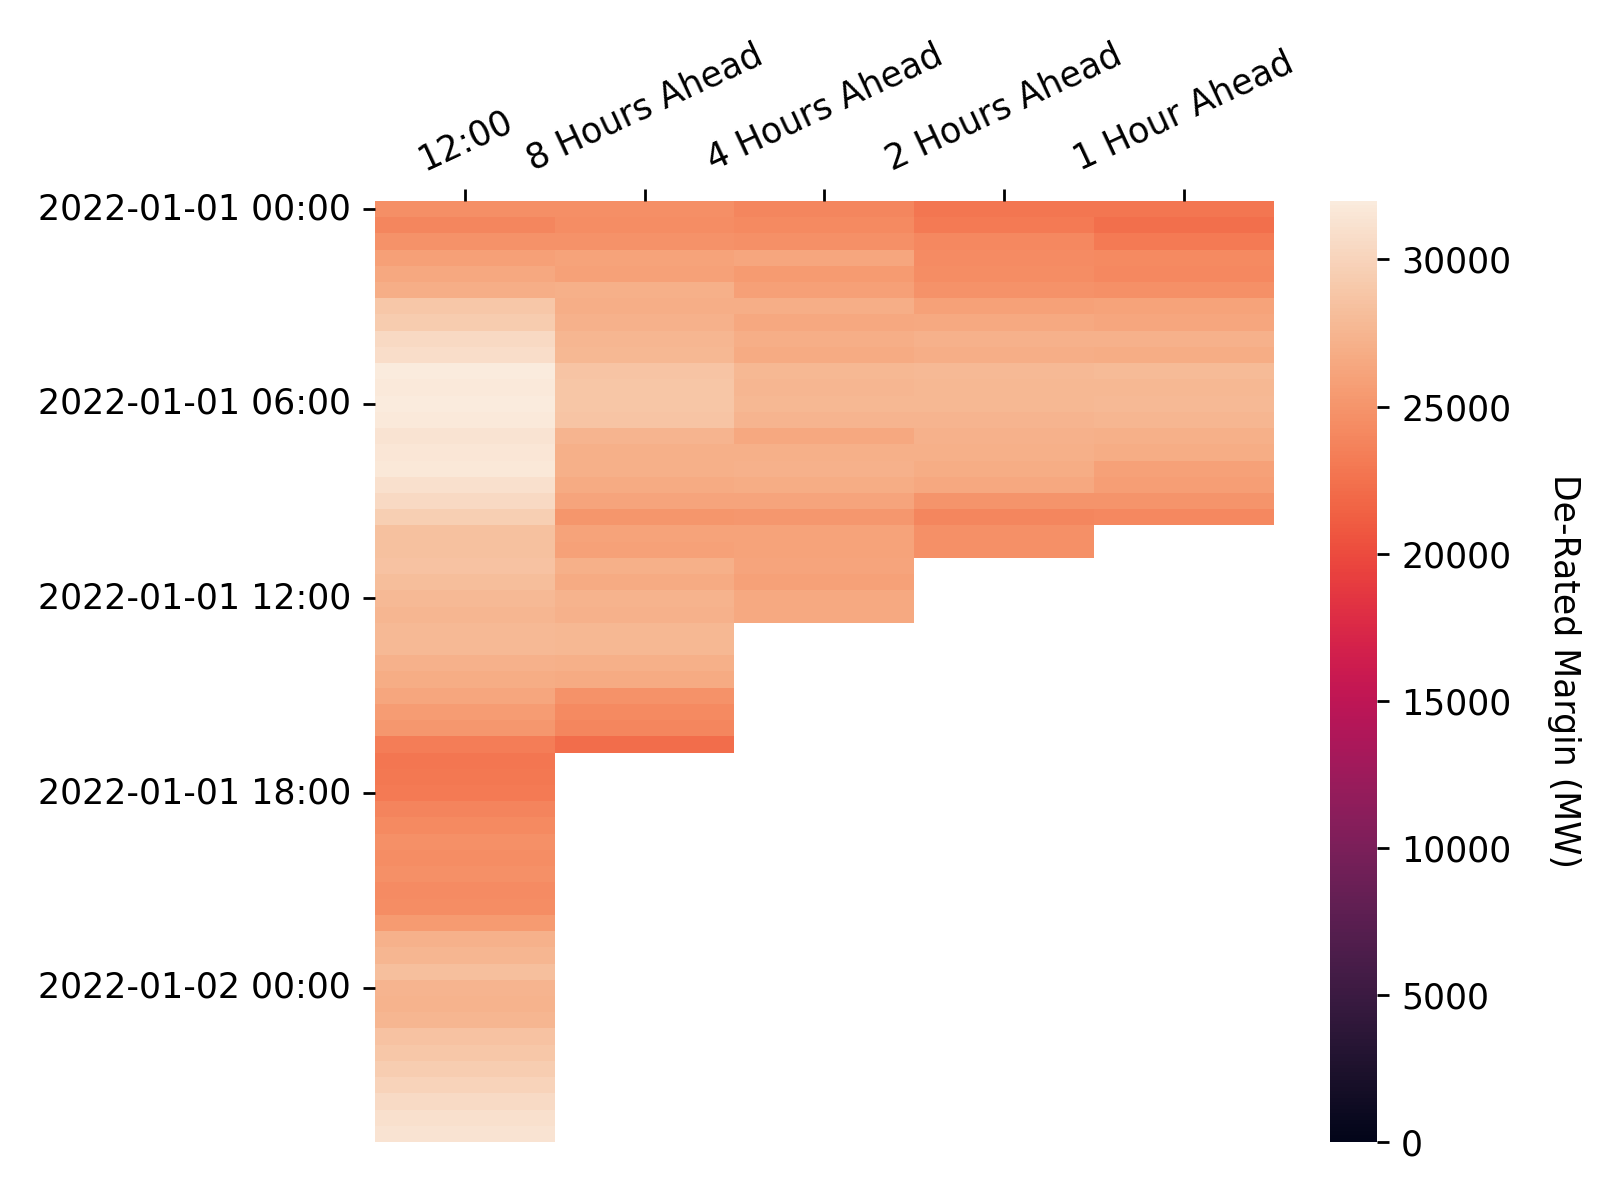 12:00
8 Hours Ahead
4 Hours Ahead
2 Hours Ahead
1 Hour Ahead
2022-01-01 00:00
2022-01-01 06:00
2022-01-01 12:00
2022-01-01 18:00
2022-01-02 00:00
30000
25000
20000
15000
10000
5000
0
De-Rated Margin (MW)